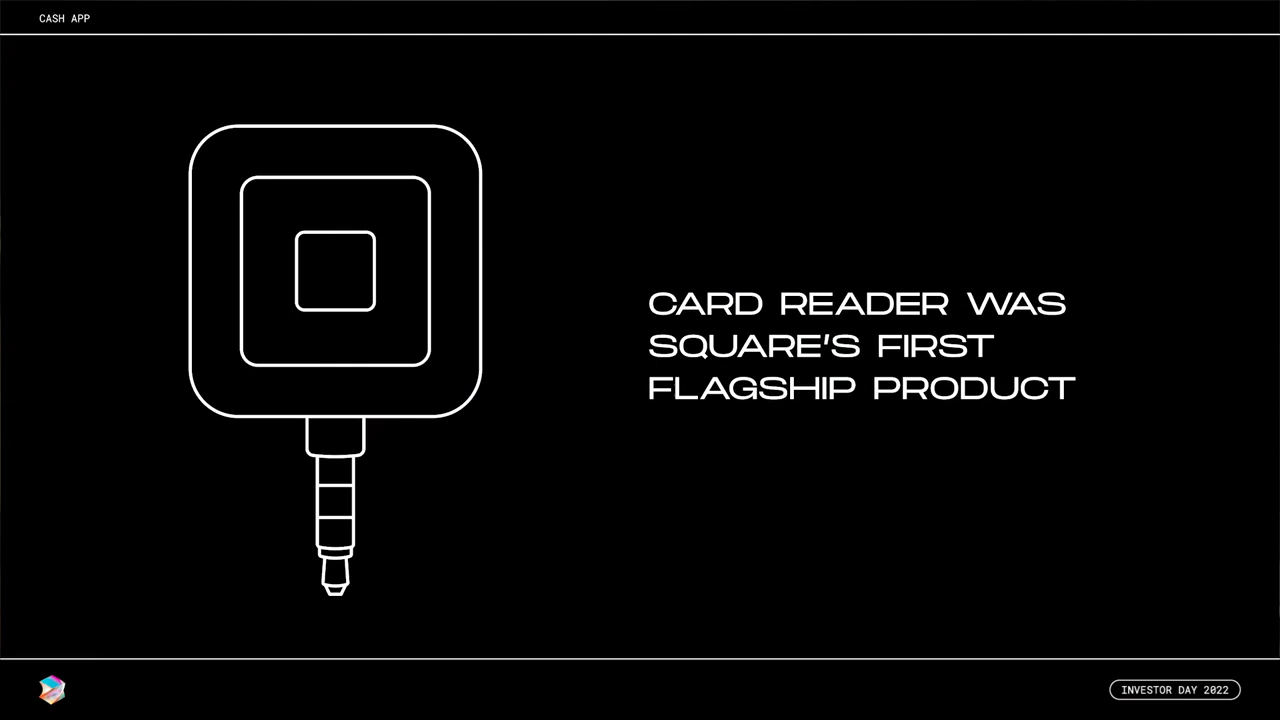 CASH APP
CARD READER WAS
SQUARE'S FIRST
FLAGSHIP PRODUCT
INVESTOR DAY 2022